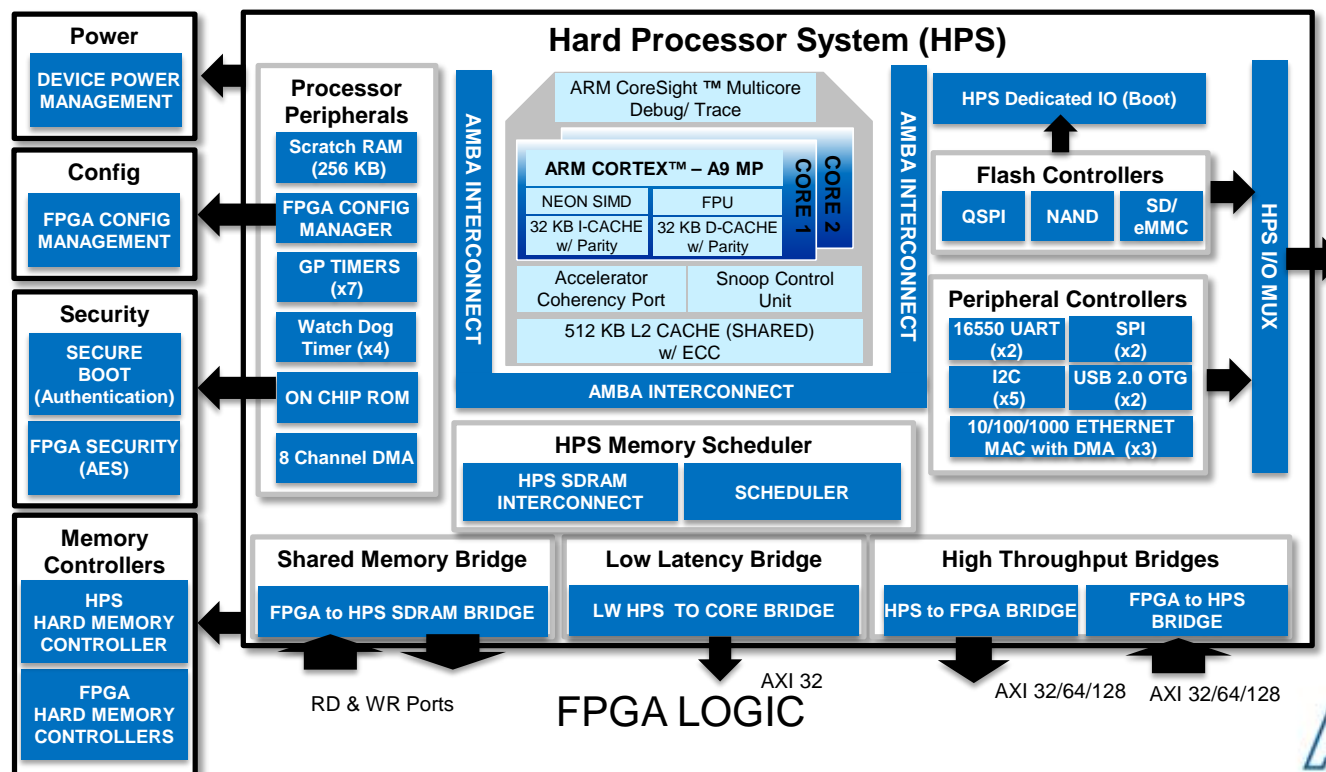 Power
DEVICE POWER
MANAGEMENT
Config
FPGA CONFIG
MANAGEMENT
Security
SECURE
BOOT
(Authentication)
FPGA SECURITY
(AES)
Memory
Controllers
HPS
HARD MEMORY
CONTROLLER
FPGA
HARD MEMORY
CONTROLLERS
Hard Processor System (HPS)
Processor
Peripherals
Scratch RAM
(256 KB)
FPGA CONFIG
MANAGER
GP TIMERS
(x7)
Watch Dog
Timer (x4)
ON CHIP ROM
8 Channel DMA
AMBA INTERCONNECT
ARM CoreSight ™ Multicore
Debug/ Trace
ARM CORTEX™ – A9 MP
NEON SIMD
FPU
32 KB I-CACHE
w/ Parity
32 KB D-CACHE
w/ Parity
CORE 1
CORE 2
Accelerator
Coherency Port
Snoop Control
Unit
512 KB L2 CACHE (SHARED)
w/ ECC
AMBA INTERCONNECT
AMBA INTERCONNECT
HPS Dedicated IO (Boot)
Flash Controllers
QSPI
NAND
SD/
eMMC
Peripheral Controllers
16550 UART
(x2)
SPI
(x2)
I2C
(x5)
USB 2.0 OTG
(x2)
10/100/1000 ETHERNET
MAC with DMA (x3)
HPS I/O MUX
HPS Memory Scheduler
HPS SDRAM
INTERCONNECT
SCHEDULER
Shared Memory Bridge
FPGA to HPS SDRAM BRIDGE
Low Latency Bridge
LW HPS TO CORE BRIDGE
High Throughput Bridges
HPS to FPGA BRIDGE
FPGA to HPS
BRIDGE
RD & WR Ports
AXI 32
FPGA LOGIC
AXI 32/64/128
AXI 32/64/128